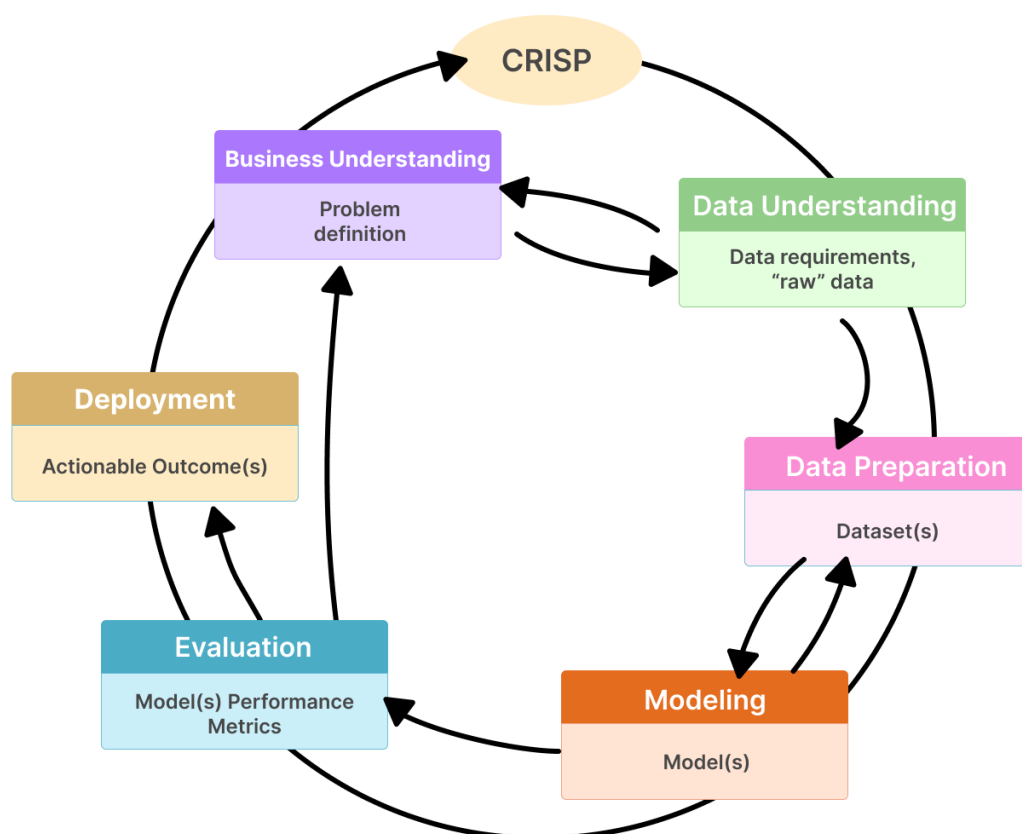 CRISP
Business Understanding
Problem
definition
Data Understanding
Data requirements,
“raw” data
Data Preparation
Dataset(s)
Modeling
Model(s)
Evaluation
Model(s) Performance
Metrics
Deployment
Actionable Outcome(s)